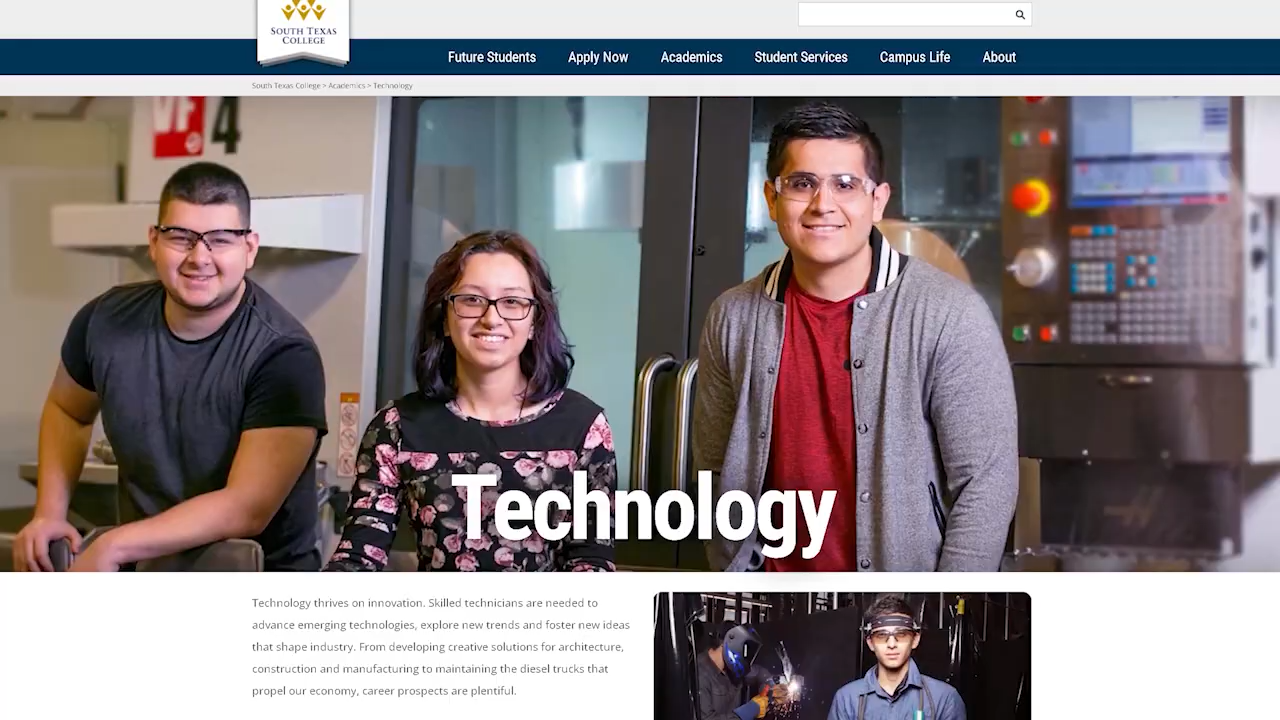 SOUTH TEXAS
COLLEGE
Future Students Apply Now Academics Student Services Campus Life About
South Texas College > Academics > Technology
VF
4
Technology
Technology thrives on innovation. Skilled technicians are needed to
advance emerging technologies, explore new trends and foster new ideas
that shape industry. From developing creative solutions for architecture,
construction and manufacturing to maintaining the diesel trucks that
propel our economy, career prospects are plentiful.